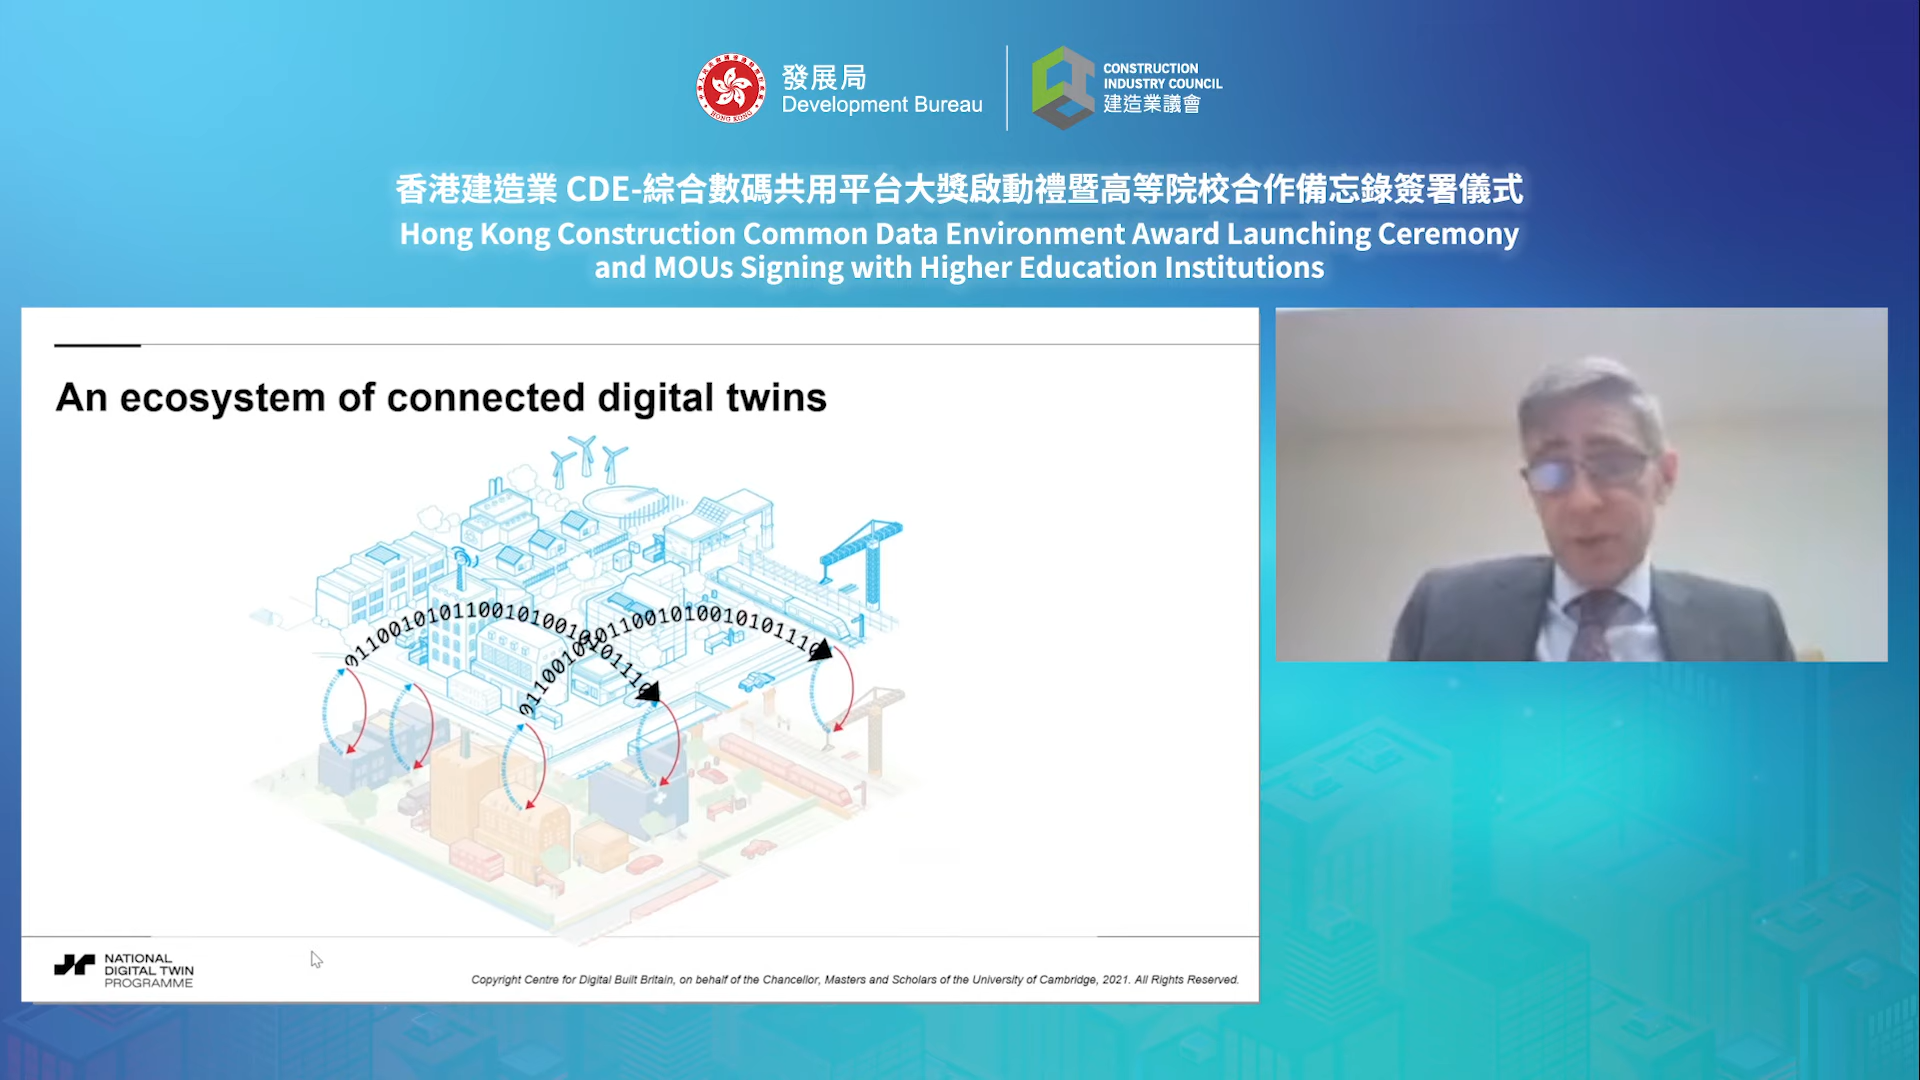 發展局
Development Bureau
CONSTRUCTION
INDUSTRY COUNCIL
建造業議會
香港建造業 CDE-綜合數碼共用平台大獎啟動禮暨高等院校合作備忘錄簽署儀式
Hong Kong Construction Common Data Environment Award Launching Ceremony
and MOUs Signing with Higher Education Institutions
An ecosystem of connected digital twins
NATIONAL
DIGITAL TWIN
PROGRAMME
Copyright Centre for Digital Built Britain, on behalf of the Chancellor, Masters and Scholars of the University of Cambridge, 2021. All Rights Reserved.